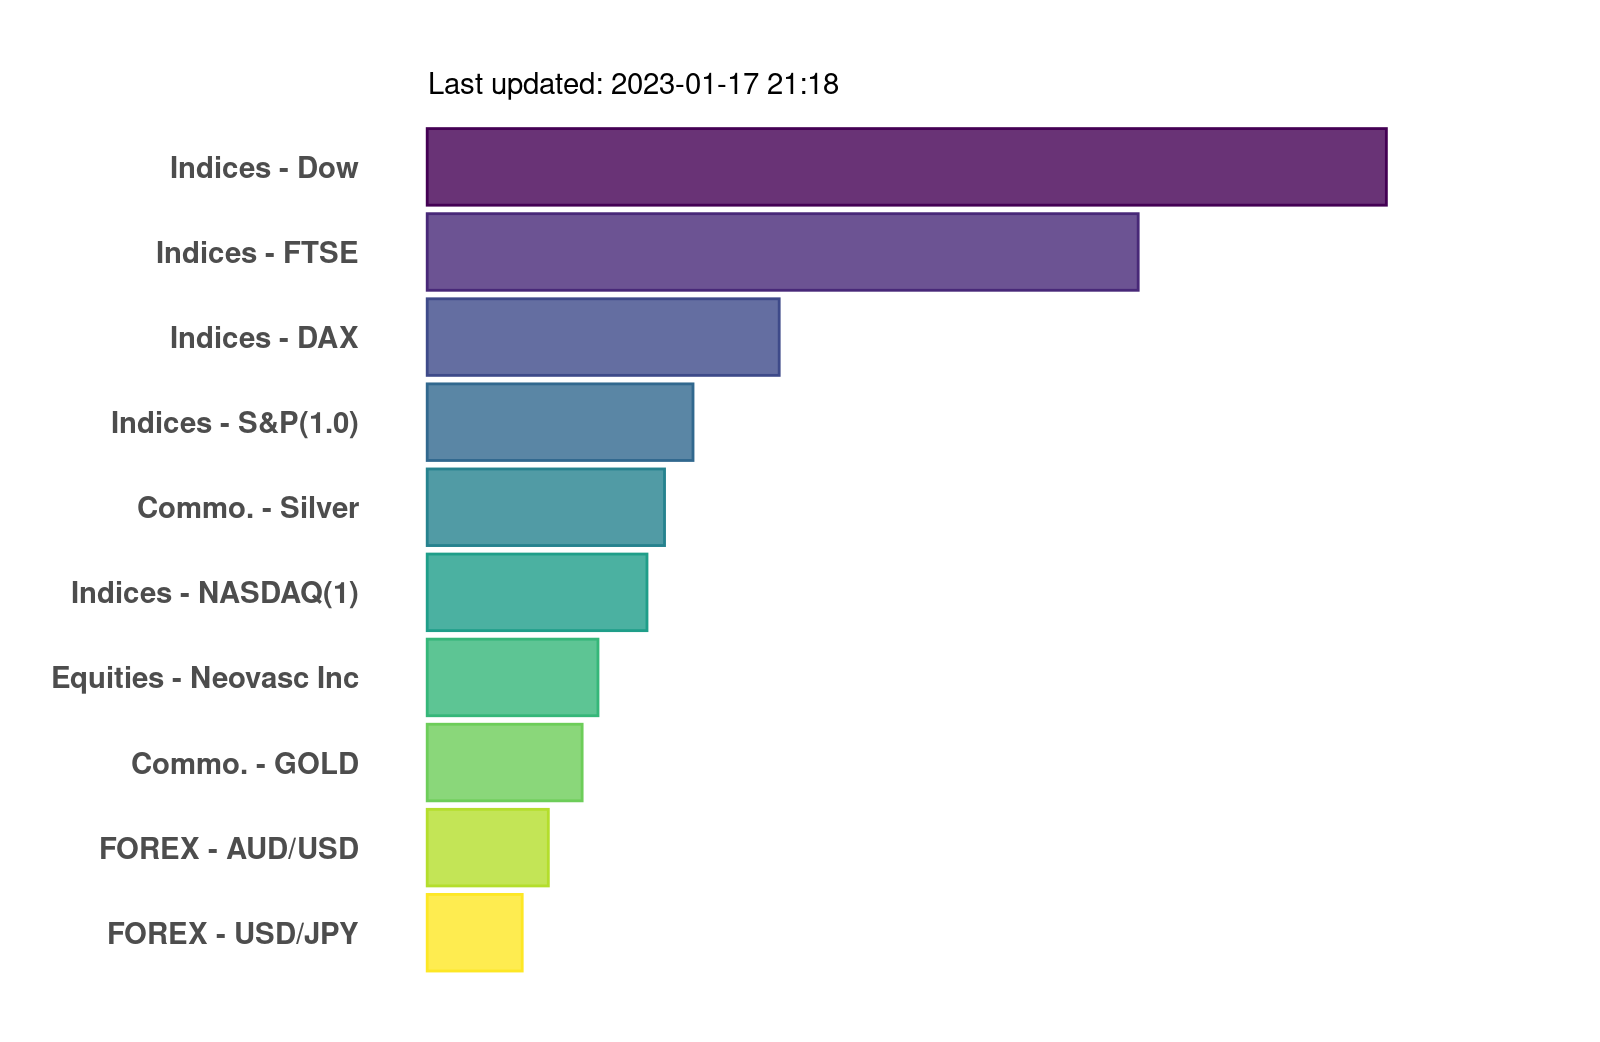 Last updated: 2023-01-17 21:18
Indices - Dow
Indices - FTSE
Indices - DAX
Indices - S&P(1.0)
Commo. - Silver
Indices - NASDAQ(1)
Equities - Neovasc Inc
Commo. - GOLD
FOREX - AUD/USD
FOREX - USD/JPY